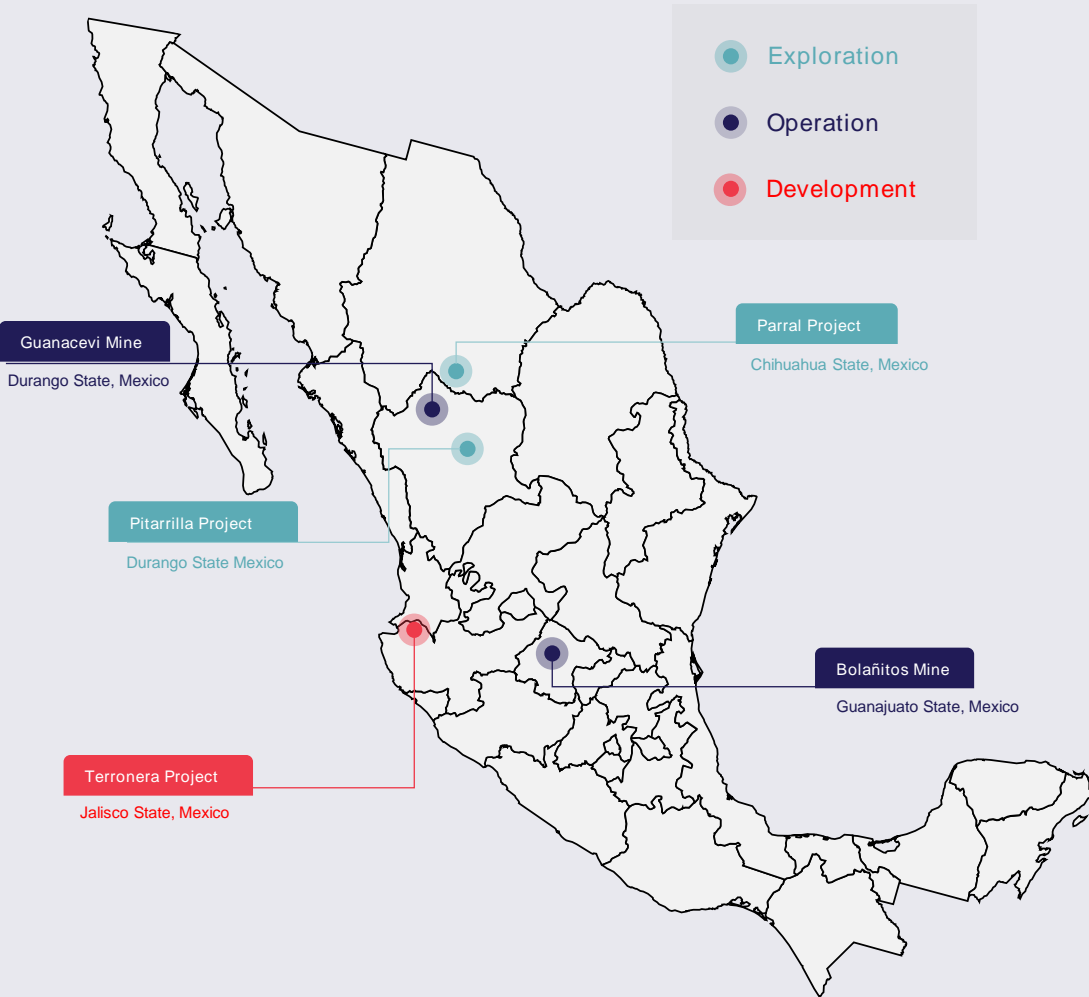 Exploration
Operation
Development
Parral Project
Chihuahua State, Mexico
Guanacevi Mine
Durango State, Mexico
Pitarrilla Project
Durango State Mexico
Bolañitos Mine
Guanajuato State, Mexico
Terronera Project
Jalisco State, Mexico